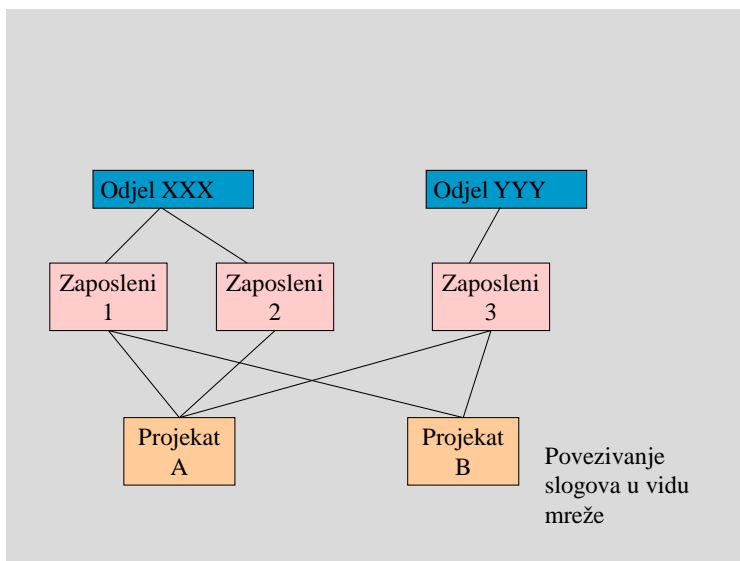 Odjel XXX
Odjel YYY
Zaposleni
1
Zaposleni
2
Zaposleni
3
Projekat
A
Projekat
B
Povezivanje
slogova u vidu
mreže